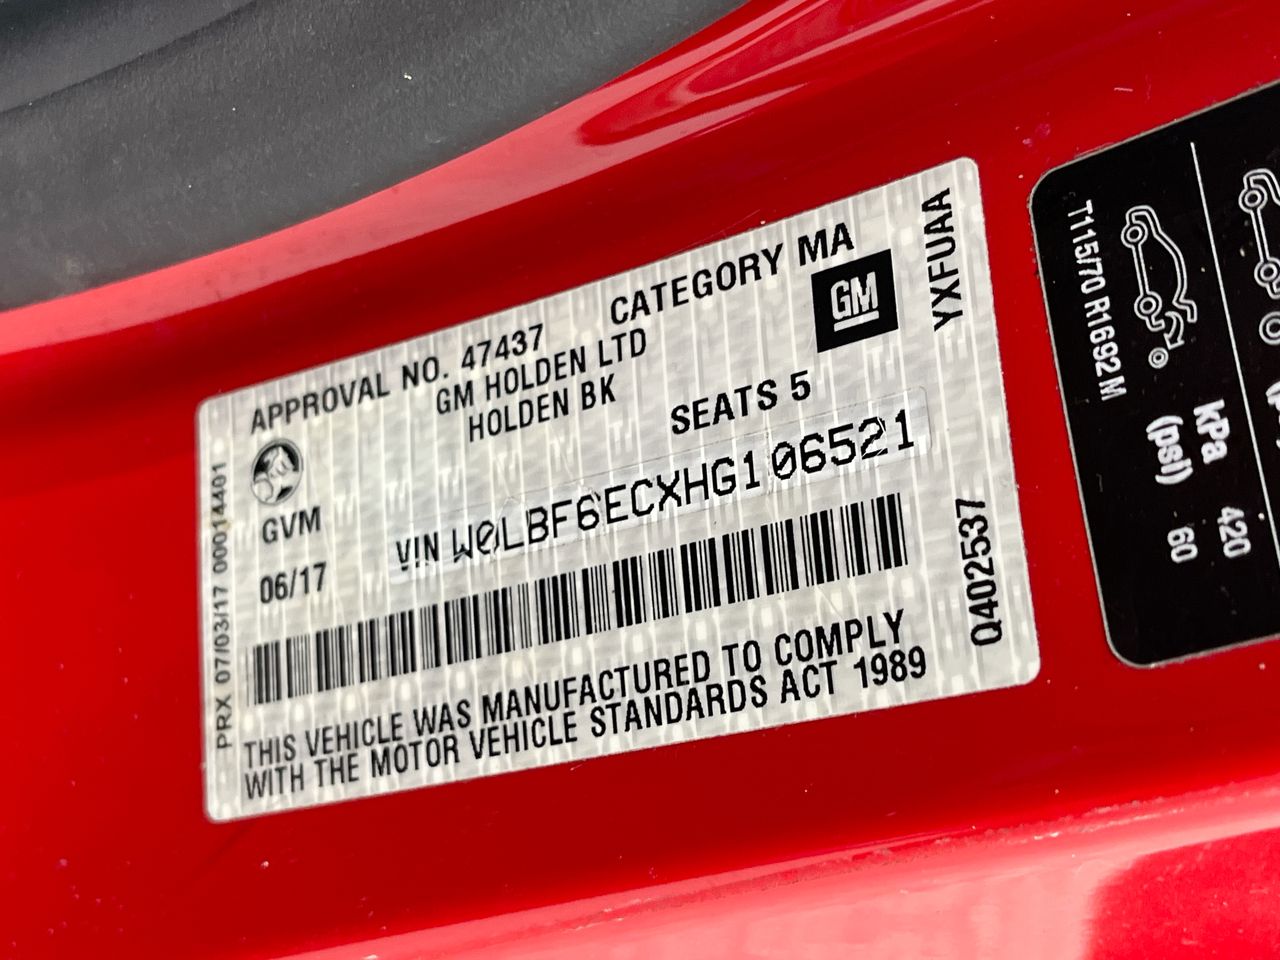 APPROVAL NO. 47437
CATEGORY MA
GM HOLDEN LTD
HOLDEN BK
GM
SEATS 5
GVM
VIN W0LBF6ECXHG106521
06/17
THIS VEHICLE WAS MANUFACTURED TO COMPLY
WITH THE MOTOR VEHICLE STANDARDS ACT 1989
PRX 07/03/17 00014401
YXFUAA
Q402537
T115/70 R16 92 M
kPa
(psi)
420
60